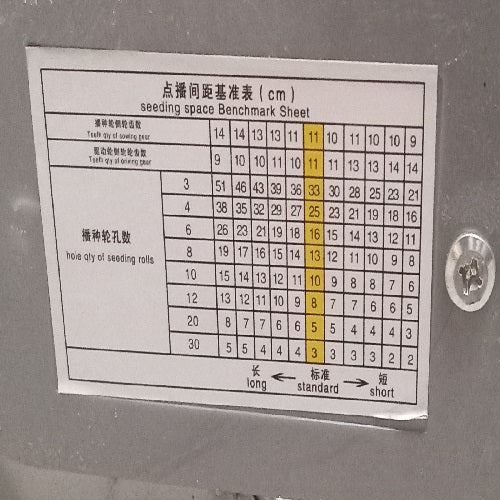 点播间距基准表(cm)
seeding space Benchmark Sheet
播种轮侧轮齿数 14 14 13 13 11 11 10 11 10 10 9
Teeth qty of sowing gear
驱动轮侧轮齿数 9 10 10 11 10 11 11 13 13 14 14
Teeth qty of driving gear
播种轮孔数
hole qty of seeding rolls
3 51 46 43 39 36 33 30 28 25 23 21
4 38 35 32 29 27 25 23 21 19 18 16
6 26 23 21 19 18 16 15 14 13 12 11
8 19 17 16 15 14 13 12 11 10 9 8
10 15 14 13 12 11 10 9 8 8 7 6
12 13 12 11 10 9 8 7 7 6 6 5
20 8 7 7 6 6 5 5 4 4 4 3
30 5 5 4 4 4 3 3 3 3 2 2
长 ← 标准 → 短
long standard short